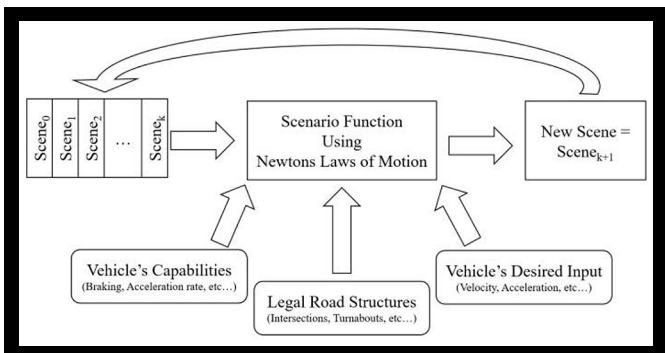 Scene0
Scene1
Scene2
...
Scenek
Scenario Function
Using
Newtons Laws of Motion
New Scene =
Scenek+1
Vehicle's Capabilities
(Braking, Acceleration rate, etc…)
Legal Road Structures
(Intersections, Turnabouts, etc…)
Vehicle's Desired Input
(Velocity, Acceleration, etc…)